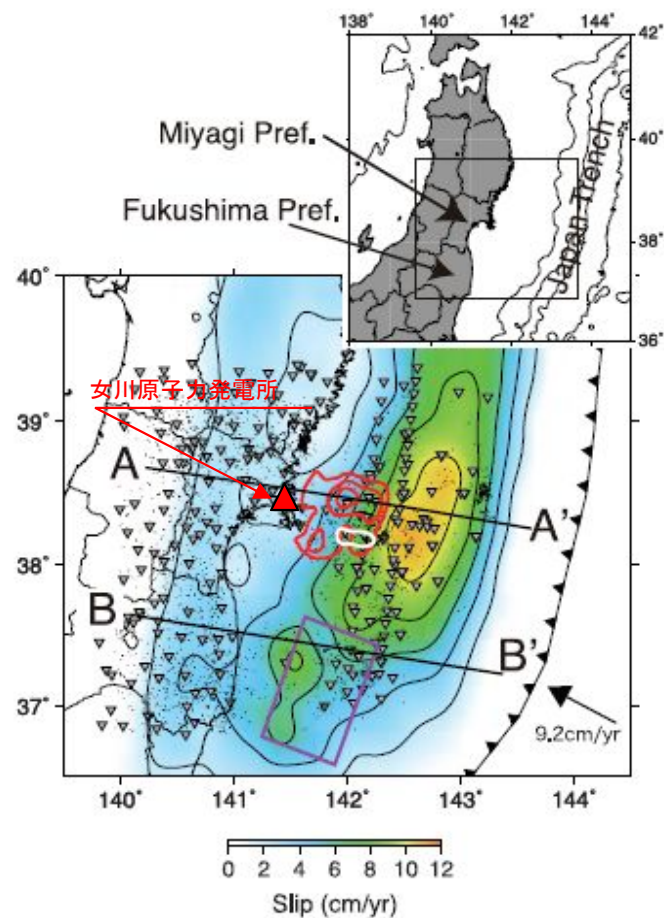 138°
140°
142°
144°
42°
40°
38°
36°
Miyagi Pref.
Fukushima Pref.
Japan Trench
40°
39°
38°
37°
女川原子力発電所
A
A'
B
B'
9.2cm/yr
140°
141°
142°
143°
144°
0 2 4 6 8 10 12
Slip (cm/yr)